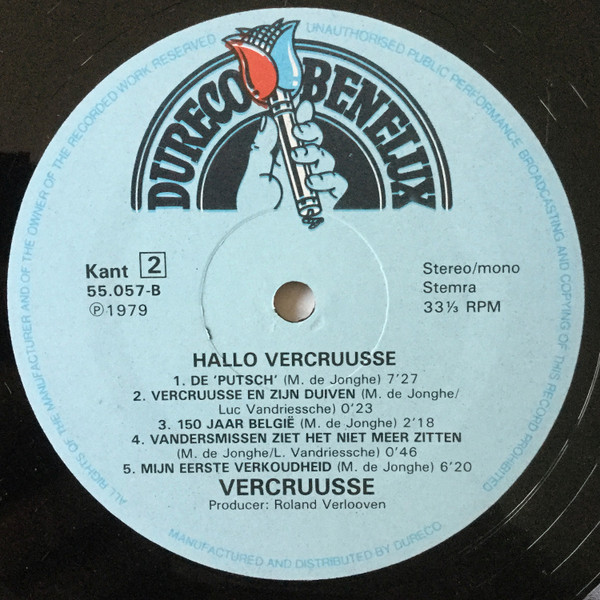 DURECO BENELUX
ESA
Kant 2
55.057-B
℗ 1979
Stereo/mono
Stemra
33⅓ RPM
HALLO VERCRUUSSE
1. DE 'PUTSCH' (M. de Jonghe) 7'27
2. VERCRUUSSE EN ZIJN DUIVEN (M. de Jonghe/
Luc Vandriessche) 0'23
3. 150 JAAR BELGIË (M. de Jonghe) 2'18
4. VANDERSMISSEN ZIET HET NIET MEER ZITTEN
(M. de Jonghe/L. Vandriessche) 0'46
5. MIJN EERSTE VERKOUDHEID (M. de Jonghe) 6'20
VERCRUUSSE
Producer: Roland Verlooven
ALL RIGHTS OF THE MANUFACTURER AND OF THE OWNER OF THE RECORDED WORK RESERVED
UNAUTHORISED PUBLIC PERFORMANCE BROADCASTING AND COPYING OF THIS RECORD PROHIBITED
MANUFACTURED AND DISTRIBUTED BY DURECO.